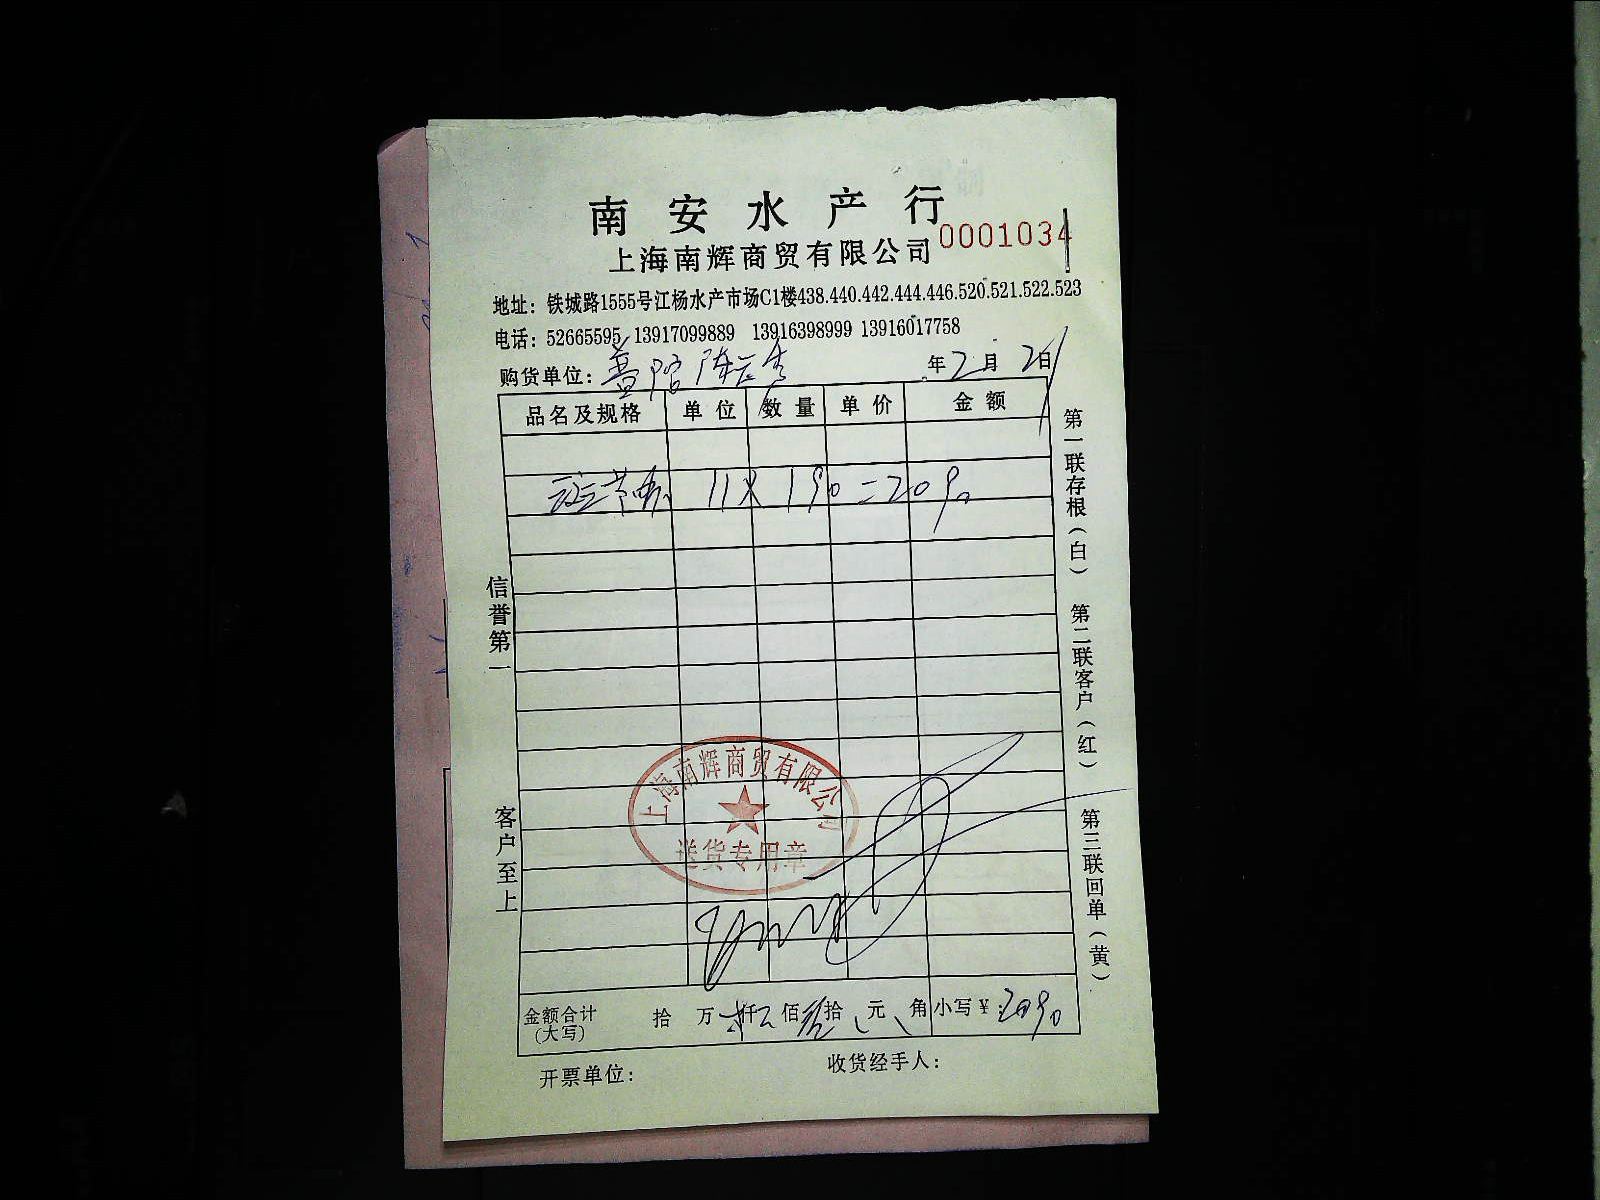 南安水产行
上海南辉商贸有限公司 0001034
地址：铁城路1555号江杨水产市场C1楼438.440.442.444.446.520.521.522.523
电话：52665595 13917099889 13916398999 13916017758
购货单位：普陀陈 年2月2日
品名及规格 单位 数量 单价 金额
11X 190=2090
信誉第一
客户至上
第一联存根（白） 第二联客户（红） 第三联回单（黄）
上海南辉商贸有限公司
送货专用章
金额合计（大写） 拾 万 仟 佰 拾 元 角 小写¥：2090
开票单位： 收货经手人：